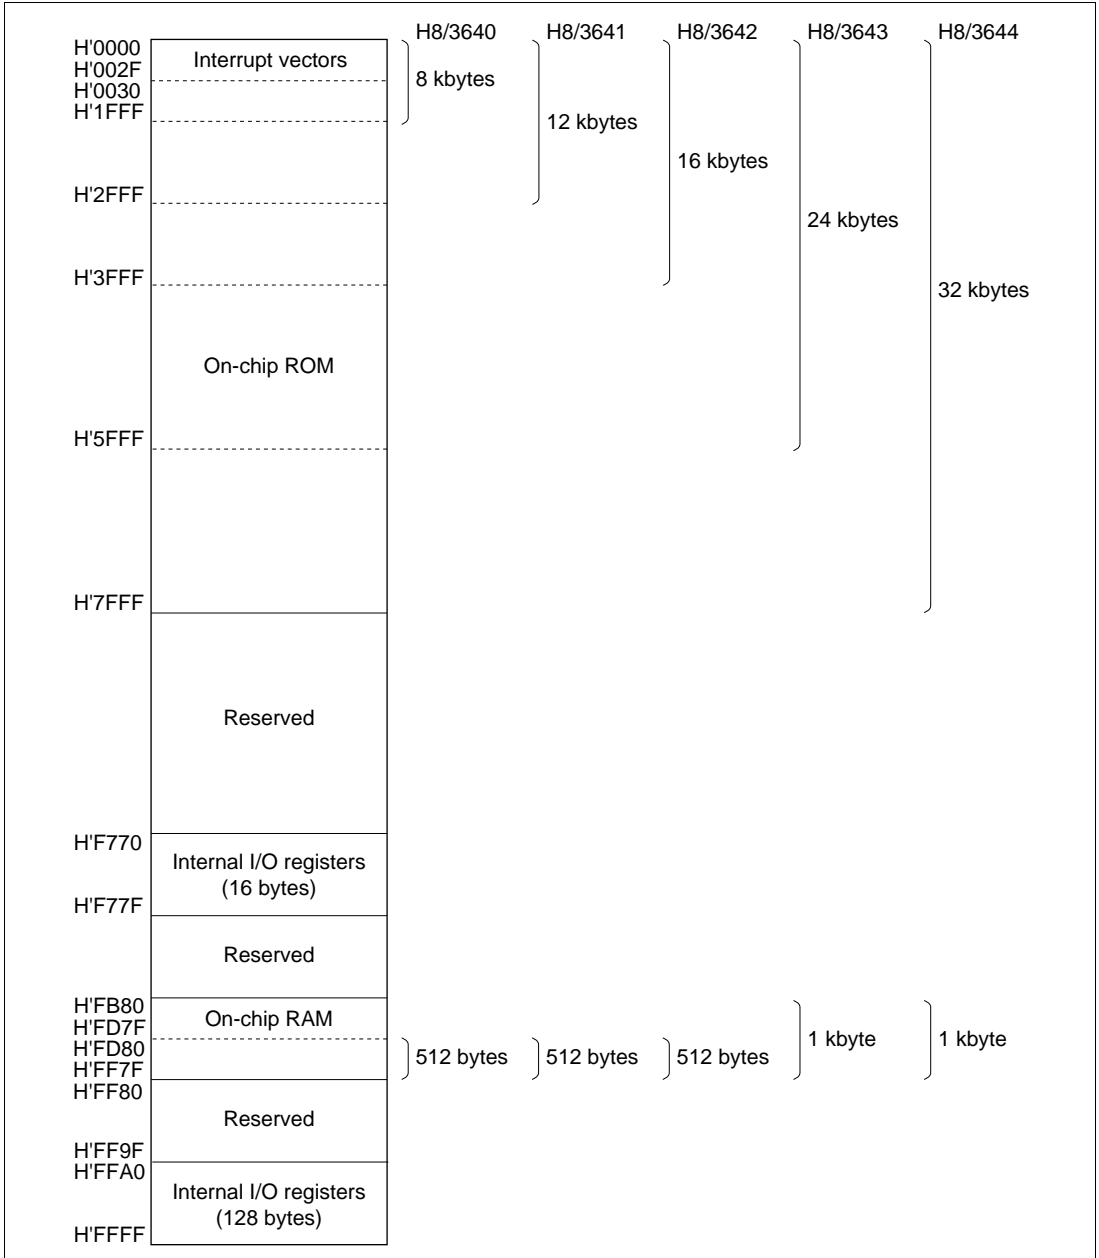 H8/3640 H8/3641 H8/3642 H8/3643 H8/3644
H'0000
Interrupt vectors
H'002F
8 kbytes
H'0030
H'1FFF
12 kbytes
16 kbytes
H'2FFF
24 kbytes
H'3FFF
32 kbytes
On-chip ROM
H'5FFF
H'7FFF
Reserved
H'F770
Internal I/O registers
(16 bytes)
H'F77F
Reserved
H'FB80
On-chip RAM
H'FD7F
1 kbyte 1 kbyte
H'FD80
512 bytes 512 bytes 512 bytes
H'FF7F
H'FF80
Reserved
H'FF9F
H'FFA0
Internal I/O registers
(128 bytes)
H'FFFF